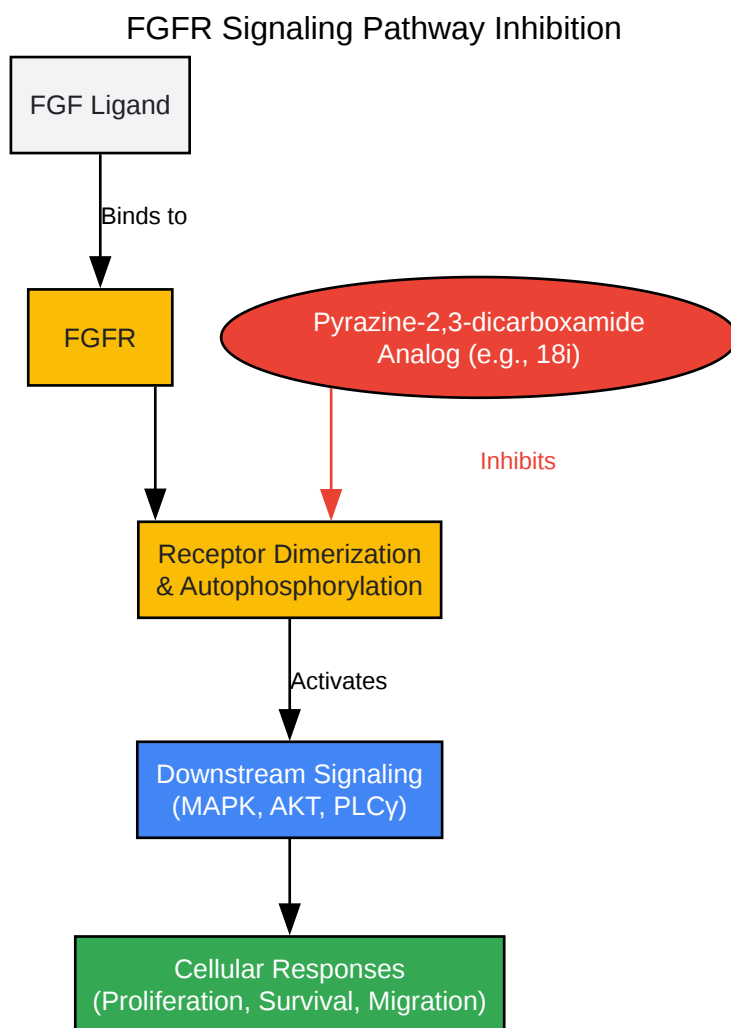 FGFR Signaling Pathway Inhibition
FGF Ligand
Binds to
FGFR
Pyrazine-2,3-dicarboxamide
Analog (e.g., 18i)
Inhibits
Receptor Dimerization
& Autophosphorylation
Activates
Downstream Signaling
(MAPK, AKT, PLCγ)
Cellular Responses
(Proliferation, Survival, Migration)